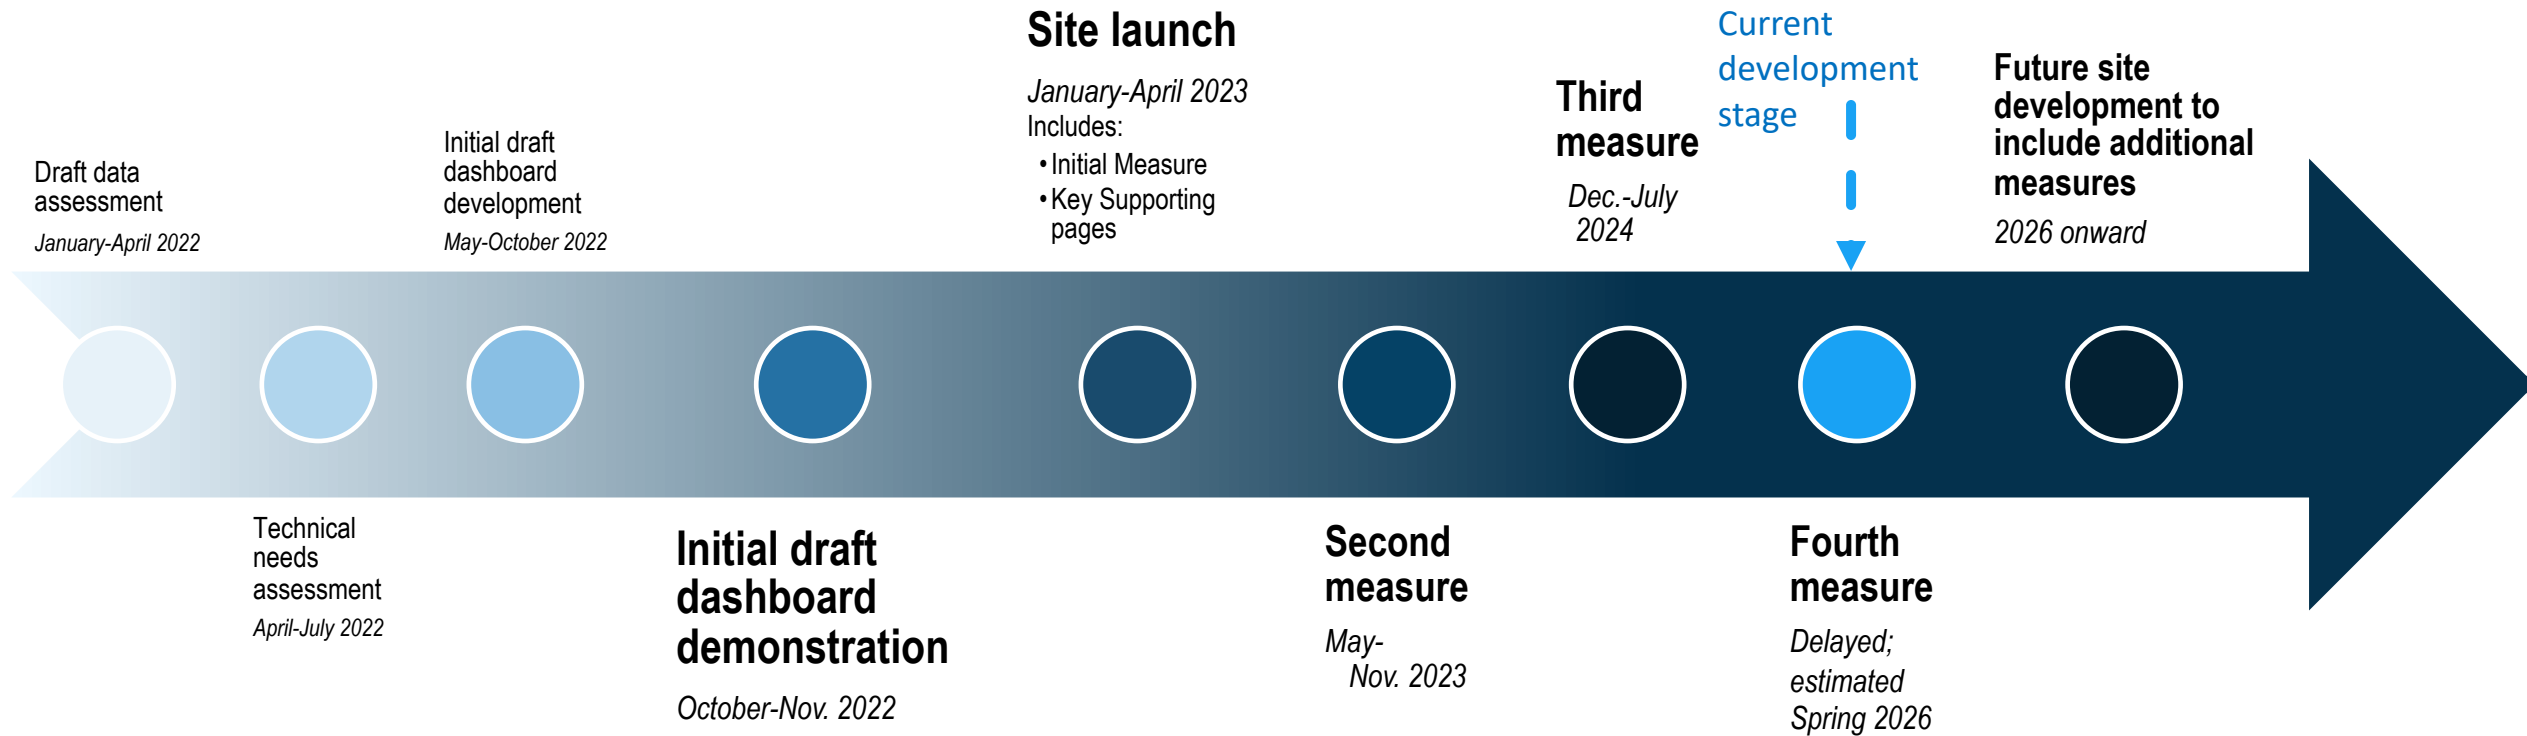 Draft data
assessment
January-April 2022
Technical
needs
assessment
April-July 2022
Initial draft
dashboard
development
May-October 2022
Initial draft
dashboard
demonstration
October-Nov. 2022
Site launch
January-April 2023
Includes:
• Initial Measure
• Key Supporting
pages
Second
measure
May-
Nov. 2023
Third
measure
Dec.-July
2024
Current
development
stage
Fourth
measure
Delayed;
estimated
Spring 2026
Future site
development to
include additional
measures
2026 onward